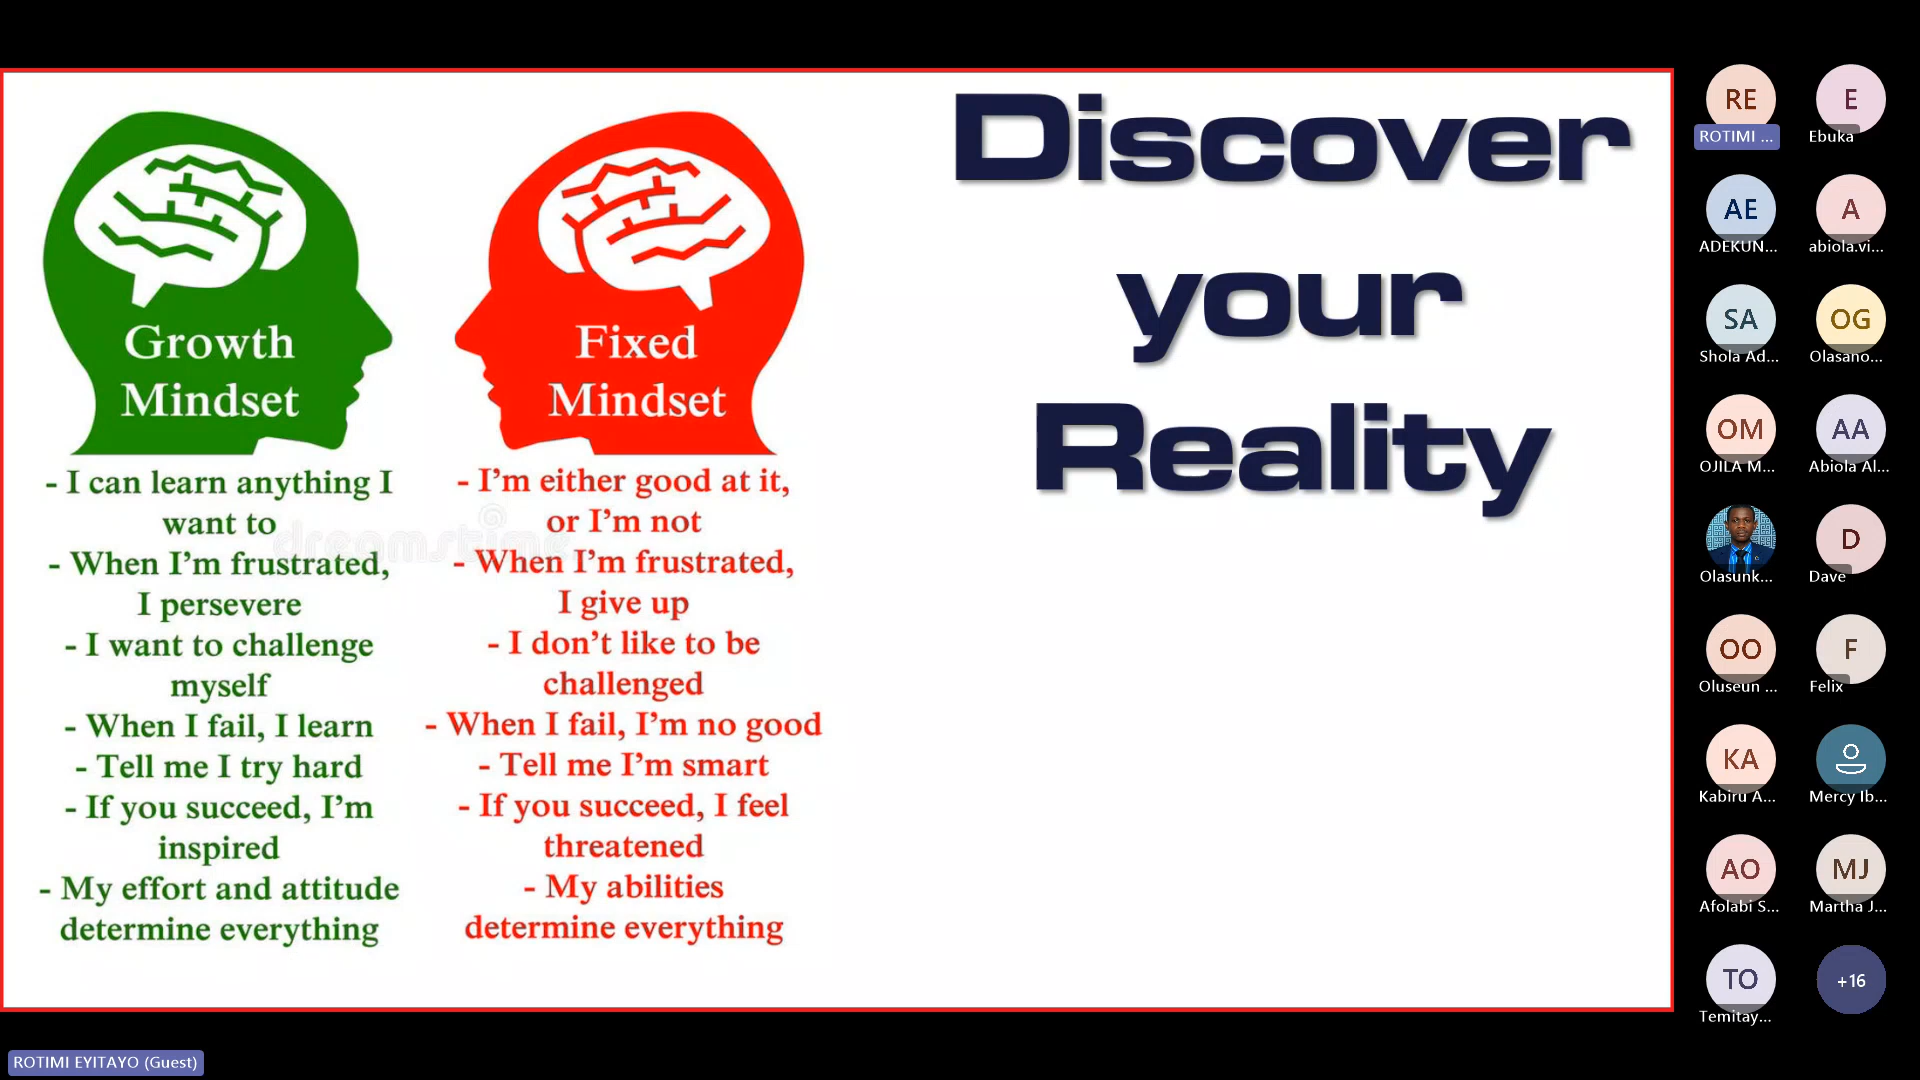 Growth
Mindset
- I can learn anything I
want to
- When I'm frustrated,
I persevere
- I want to challenge
myself
- When I fail, I learn
- Tell me I try hard
- If you succeed, I'm
inspired
- My effort and attitude
determine everything
Fixed
Mindset
- I'm either good at it,
or I'm not
- When I'm frustrated,
I give up
- I don't like to be
challenged
- When I fail, I'm no good
- Tell me I'm smart
- If you succeed, I feel
threatened
- My abilities
determine everything
dreamstime
Discover
your
Reality
RE
ROTIMI ...
E
Ebuka
AE
ADEKUN...
A
abiola.vi...
SA
Shola Ad...
OG
Olasano...
OM
OJILA M...
AA
Abiola Al...
Olasunk...
D
Dave
OO
Oluseun ...
F
Felix
KA
Kabiru A...
Mercy Ib...
AO
Afolabi S...
MJ
Martha J...
TO
Temitay...
+16
ROTIMI EYITAYO (Guest)